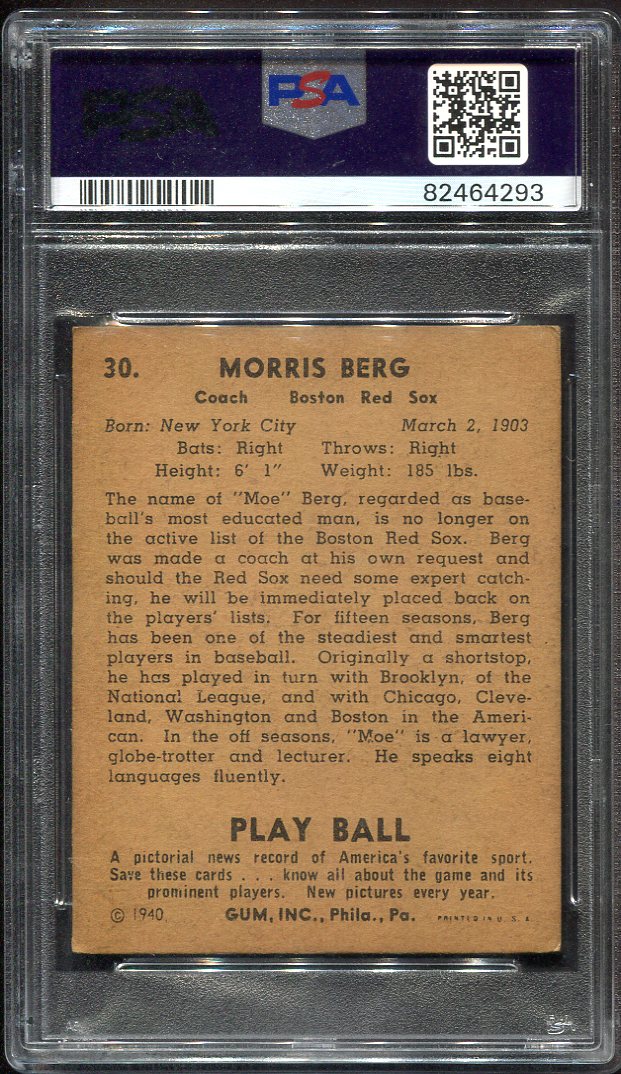 PSA
PSA
82464293
30. MORRIS BERG
Coach Boston Red Sox
Born: New York City March 2, 1903
Bats: Right Throws: Right
Height: 6' 1" Weight: 185 lbs.
The name of "Moe" Berg, regarded as base-
ball's most educated man, is no longer on
the active list of the Boston Red Sox. Berg
was made a coach at his own request and
should the Red Sox need some expert catch-
ing, he will be immediately placed back on
the players' lists. For fifteen seasons, Berg
has been one of the steadiest and smartest
players in baseball. Originally a shortstop,
he has played in turn with Brooklyn, of the
National League, and with Chicago, Cleve-
land, Washington and Boston in the Ameri-
can. In the off seasons, "Moe" is a lawyer,
globe-trotter and lecturer. He speaks eight
languages fluently.
PLAY BALL
A pictorial news record of America's favorite sport.
Save these cards . . . know all about the game and its
prominent players. New pictures every year.
© 1940 GUM, INC., Phila., Pa. PRINTED IN U. S. A.